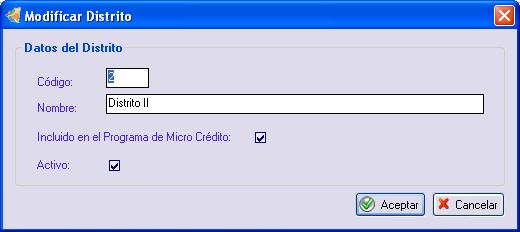 Modificar Distrito
Datos del Distrito
Código: 2
Nombre: Distrito II
Incluido en el Programa de Micro Crédito:
Activo:
Aceptar Cancelar